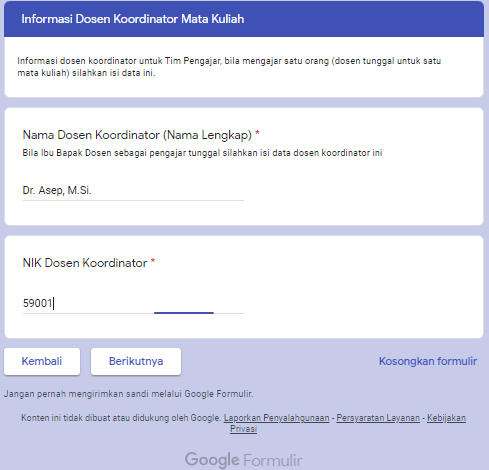 Informasi Dosen Koordinator Mata Kuliah
Informasi dosen koordinator untuk Tim Pengajar, bila mengajar satu orang (dosen tunggal untuk satu
mata kuliah) silahkan isi data ini.
Nama Dosen Koordinator (Nama Lengkap) *
Bila Ibu Bapak Dosen sebagai pengajar tunggal silahkan isi data dosen koordinator ini
Dr. Asep, M.Si.
NIK Dosen Koordinator *
59001
Kembali Berikutnya Kosongkan formulir
Jangan pernah mengirimkan sandi melalui Google Formulir.
Konten ini tidak dibuat atau didukung oleh Google. Laporkan Penyalahgunaan - Persyaratan Layanan - Kebijakan
Privasi
Google Formulir